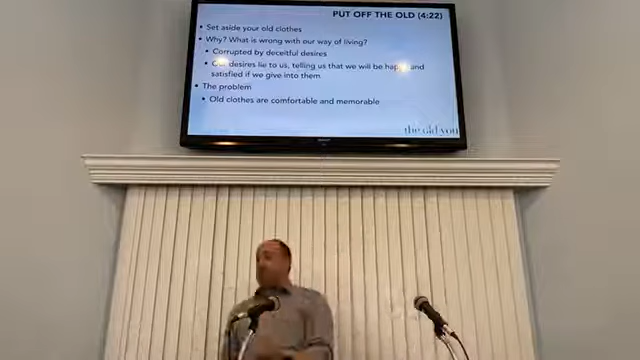 PUT OFF THE OLD (4:22)
• Set aside your old clothes
• Why? What is wrong with our way of living?
• Corrupted by deceitful desires
• Our desires lie to us, telling us that we will be happy and
satisfied if we give into them
• The problem
• Old clothes are comfortable and memorable
the old you